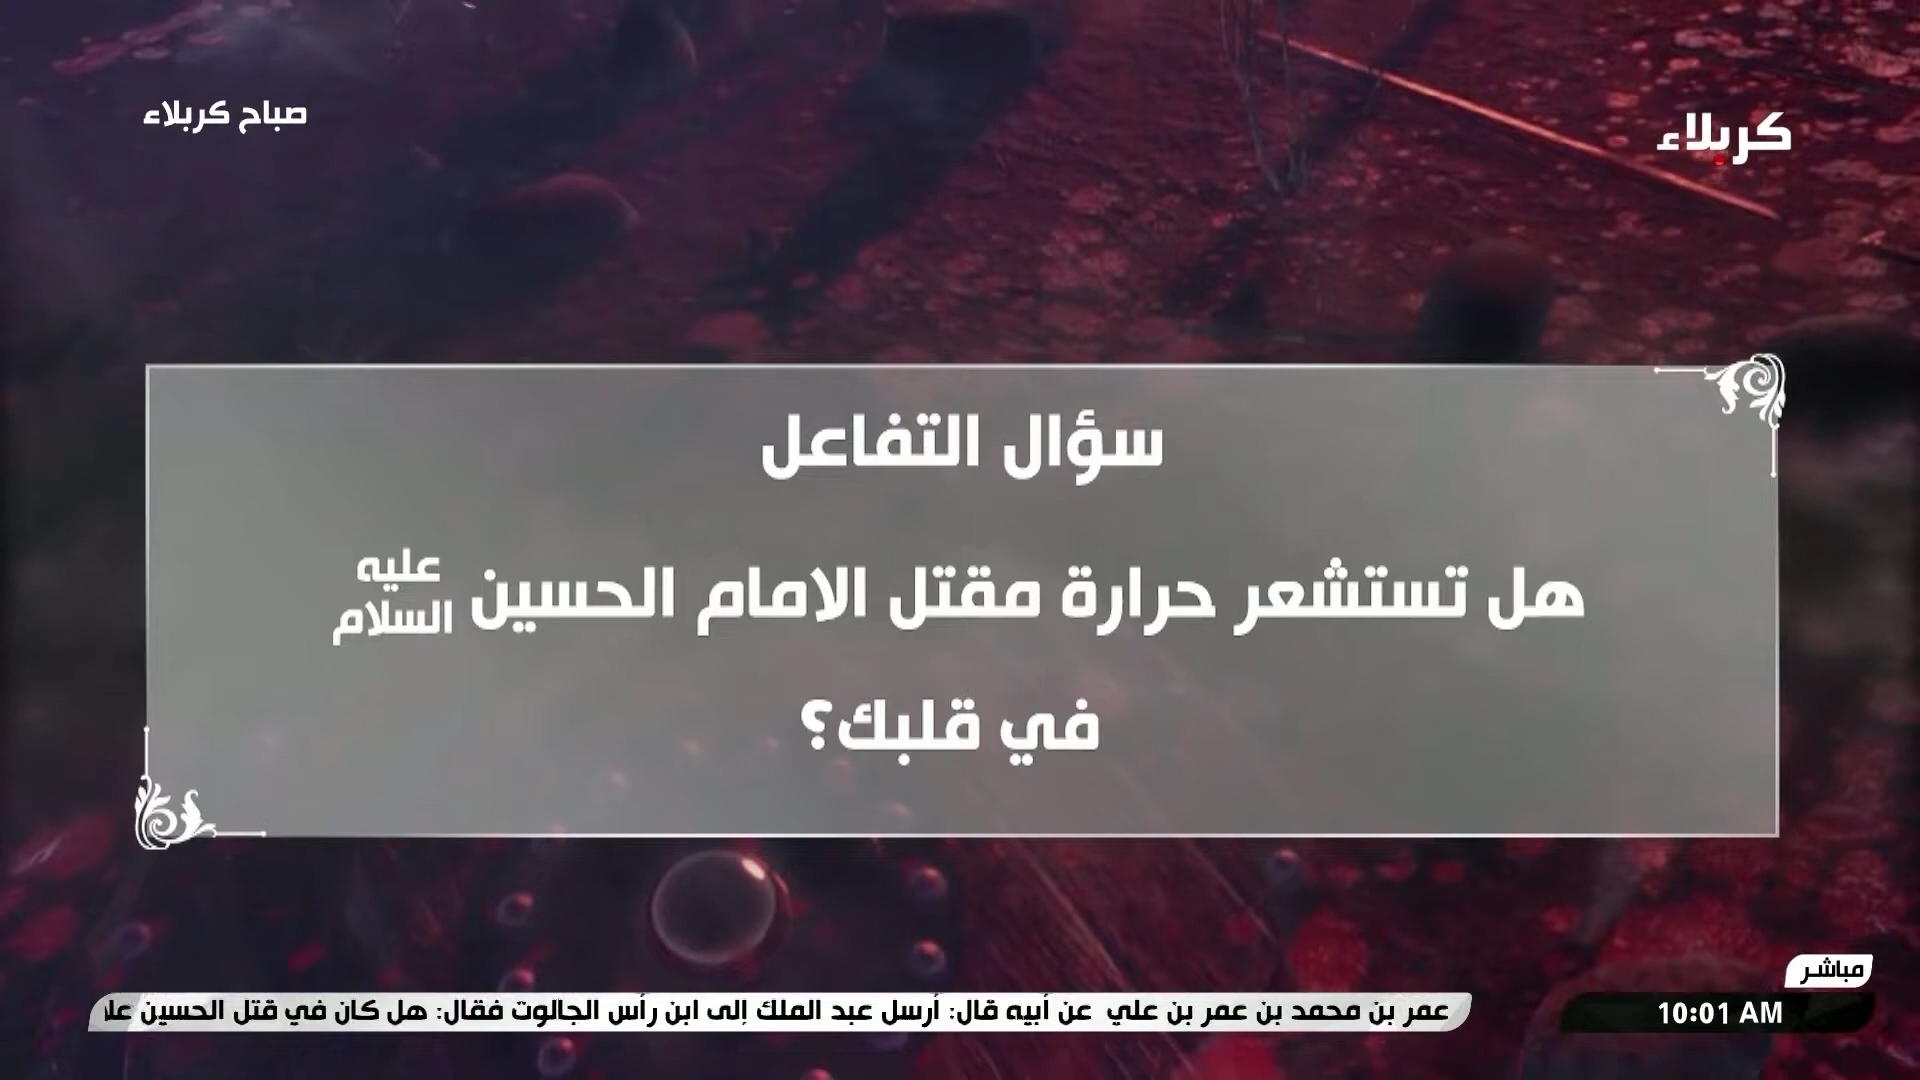 صباح كربلاء
كربلاء
سؤال التفاعل
هل تستشعر حرارة مقتل الامام الحسين عليه السلام
في قلبك؟
مباشر
عمر بن محمد بن عمر بن علي عن أبيه قال: أرسل عبد الملك إلى ابن رأس الجالوت فقال: هل كان في قتل الحسين
10:01 AM